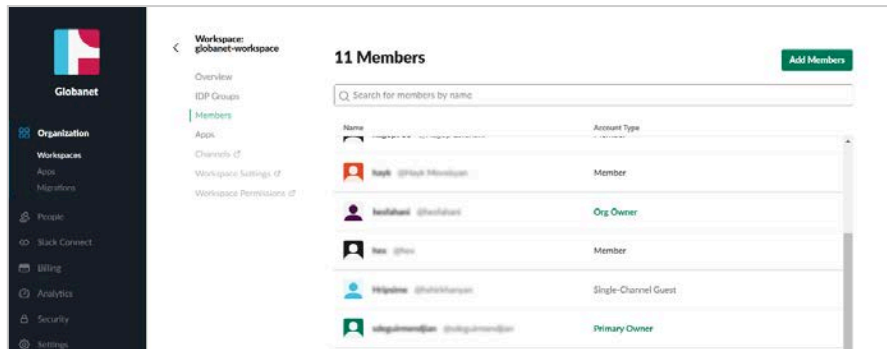 Globanet
Organization
Workspaces
Apps
Migrations
People
Slack Connect
Billing
Analytics
Security
Settings
Workspace:
globanet-workspace
Overview
IDP Groups
Members
Apps
Channels
Workspace Settings
Workspace Permissions
11 Members
Add Members
Search for members by name
Name Account Type
Member
Org Owner
Member
Single-Channel Guest
Primary Owner